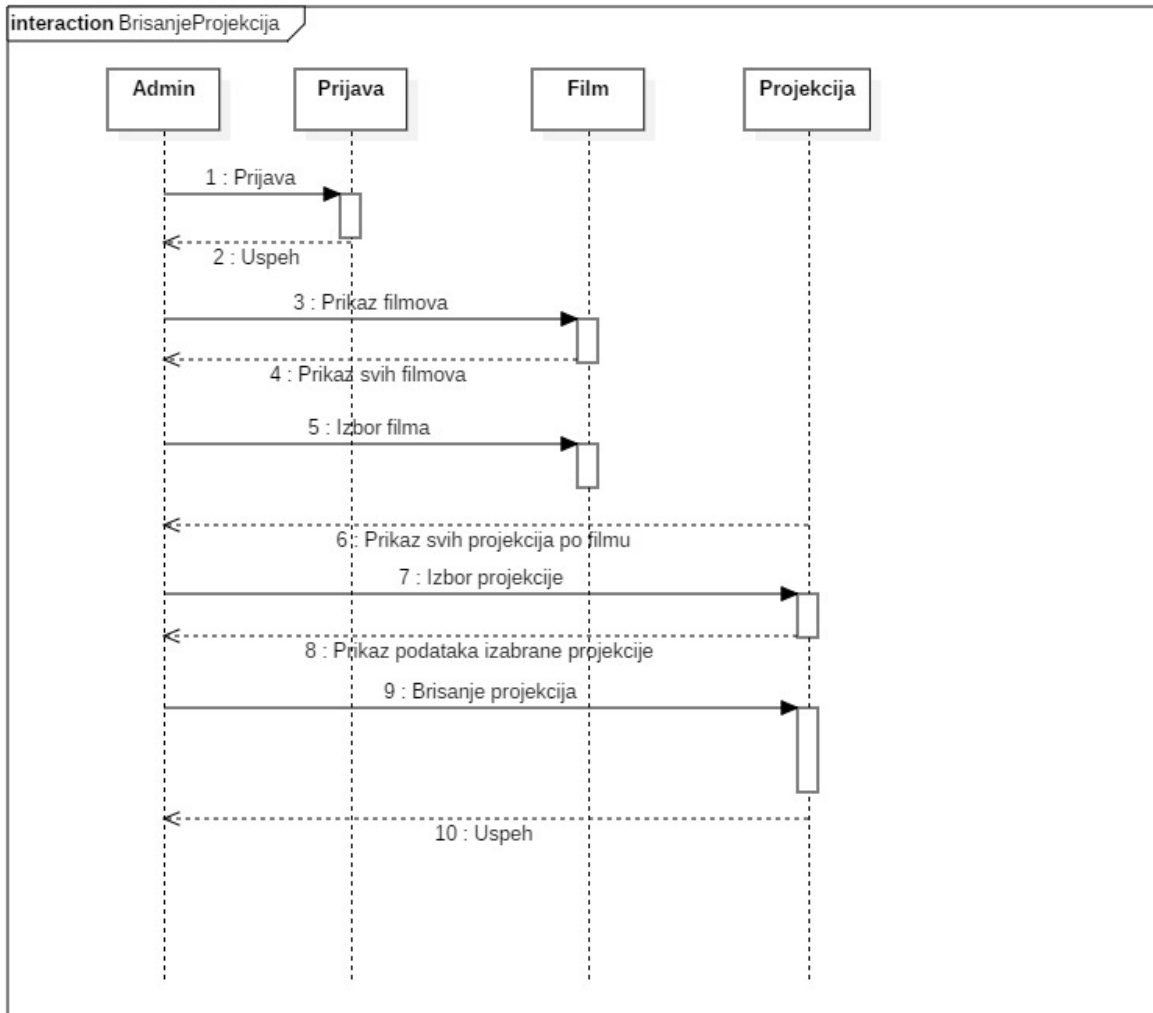 interaction BrisanjeProjekcija
Admin
Prijava
Film
Projekcija
1 : Prijava
2 : Uspeh
3 : Prikaz filmova
4 : Prikaz svih filmova
5 : Izbor filma
6 : Prikaz svih projekcija po filmu
7 : Izbor projekcije
8 : Prikaz podataka izabrane projekcije
9 : Brisanje projekcija
10 : Uspeh